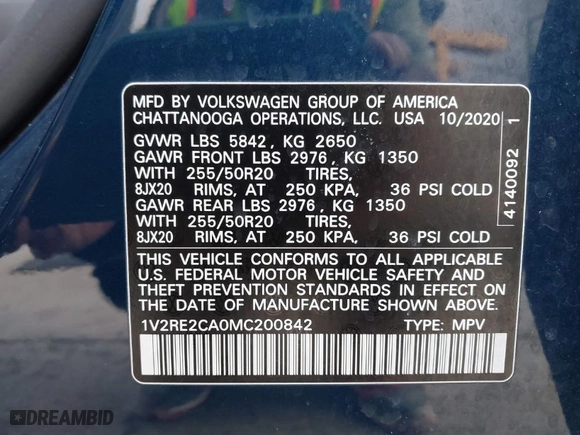 MFD BY VOLKSWAGEN GROUP OF AMERICA
CHATTANOOGA OPERATIONS, LLC. USA 10/2020
GVWR LBS 5842, KG 2650
GAWR FRONT LBS 2976, KG 1350
WITH 255/50R20 TIRES,
8JX20 RIMS, AT 250 KPA, 36 PSI COLD
GAWR REAR LBS 2976, KG 1350
WITH 255/50R20 TIRES,
8JX20 RIMS, AT 250 KPA, 36 PSI COLD
THIS VEHICLE CONFORMS TO ALL APPLICABLE
U.S. FEDERAL MOTOR VEHICLE SAFETY AND
THEFT PREVENTION STANDARDS IN EFFECT ON
THE DATE OF MANUFACTURE SHOWN ABOVE.
1V2RE2CA0MC200842 TYPE: MPV
4140092 1
DREAMBID